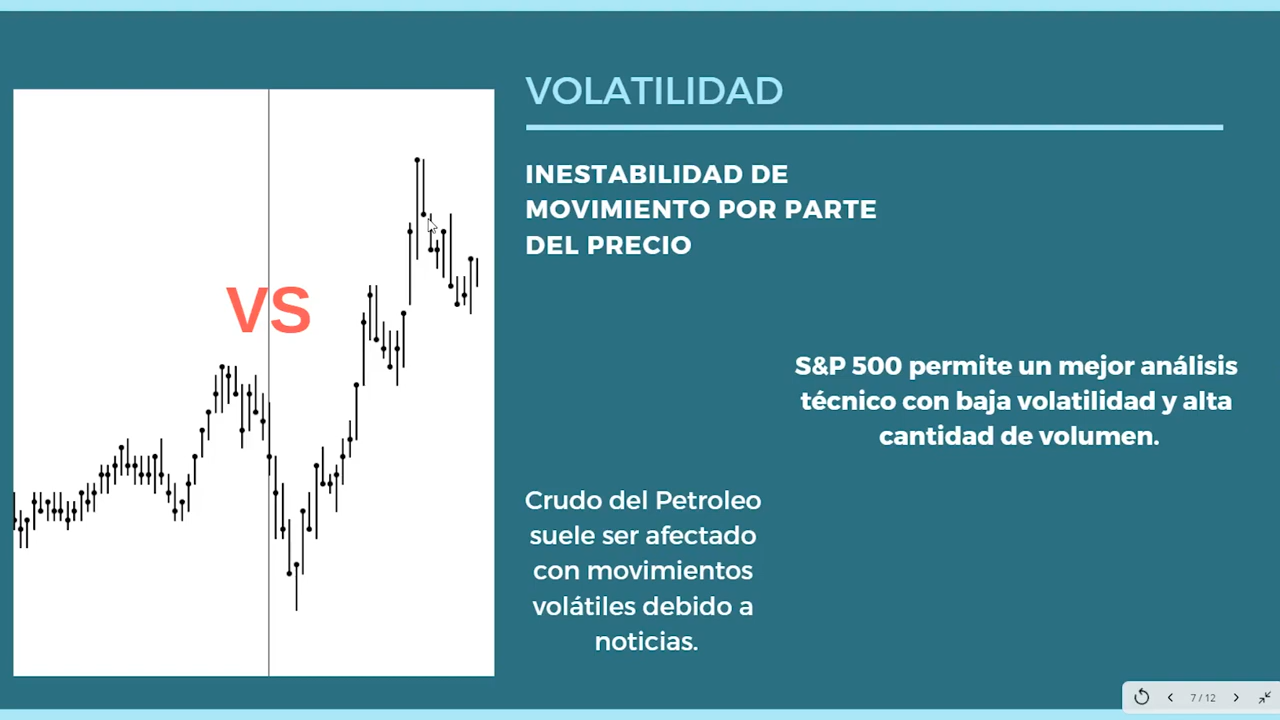 VOLATILIDAD
INESTABILIDAD DE
MOVIMIENTO POR PARTE
DEL PRECIO
VS
S&P 500 permite un mejor análisis
técnico con baja volatilidad y alta
cantidad de volumen.
Crudo del Petroleo
suele ser afectado
con movimientos
volátiles debido a
noticias.
7 / 12